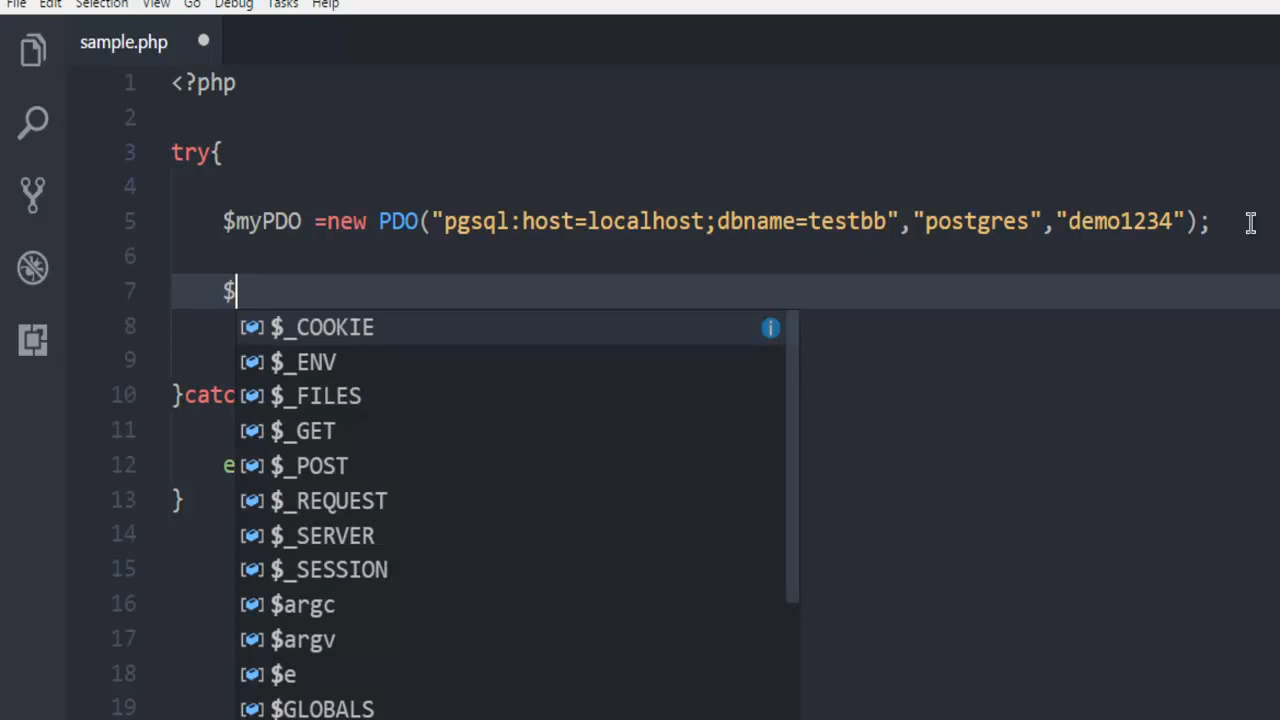 File Edit Selection View Go Debug Tasks Help
sample.php
1 <?php
2
3 try{
4
5 $myPDO =new PDO("pgsql:host=localhost;dbname=testbb","postgres","demo1234");
6
7 $
8 $_COOKIE
9 $_ENV
10 }catc $_FILES
11 $_GET
12 e $_POST
13 } $_REQUEST
14 $_SERVER
15 $_SESSION
16 $argc
17 $argv
18 $e
19 $GLOBALS